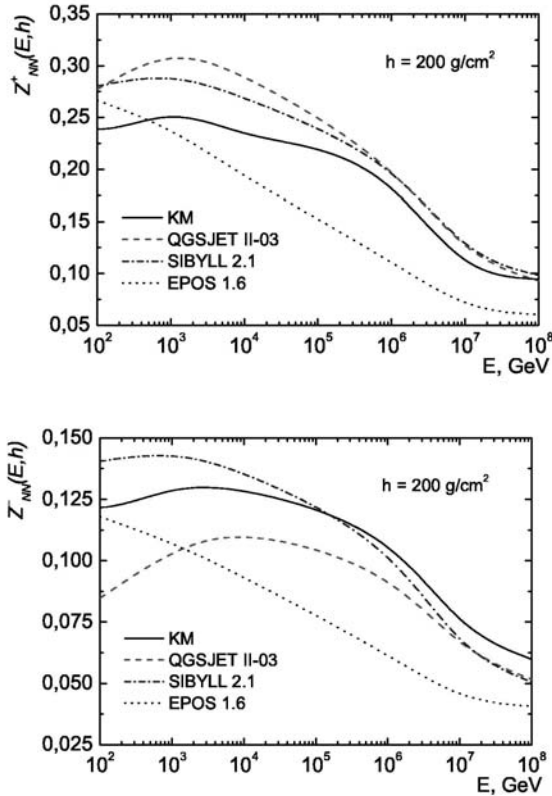 Z⁺NN(E,h)
0,35
0,30
0,25
0,20
0,15
0,10
0,05
h = 200 g/cm²
KM
QGSJET II-03
SIBYLL 2.1
EPOS 1.6
10² 10³ 10⁴ 10⁵ 10⁶ 10⁷ 10⁸
E, GeV
Z⁻NN(E,h)
0,150
0,125
0,100
0,075
0,050
0,025
h = 200 g/cm²
KM
QGSJET II-03
SIBYLL 2.1
EPOS 1.6
10² 10³ 10⁴ 10⁵ 10⁶ 10⁷ 10⁸
E, GeV